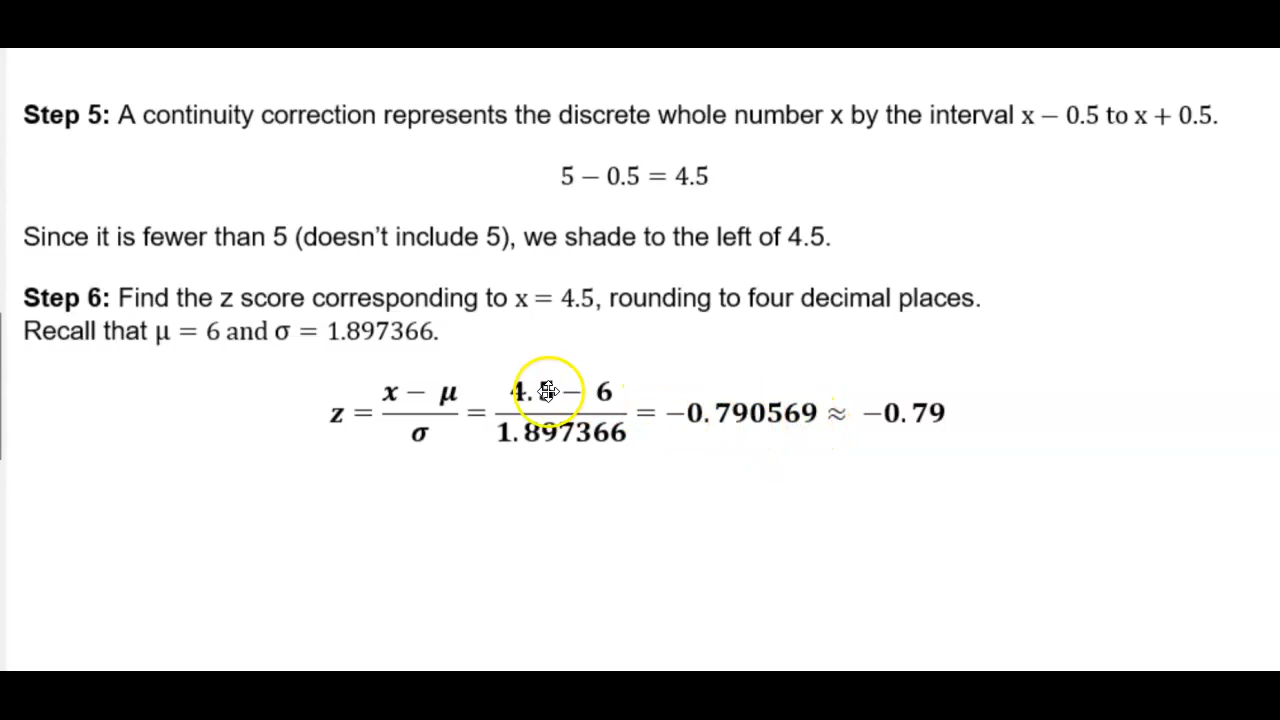 Step 5: A continuity correction represents the discrete whole number x by the interval x − 0.5 to x + 0.5.
5 − 0.5 = 4.5
Since it is fewer than 5 (doesn’t include 5), we shade to the left of 4.5.
Step 6: Find the z score corresponding to x = 4.5, rounding to four decimal places.
Recall that µ = 6 and σ = 1.897366.
z = (x − µ)/σ = (4.5 − 6)/1.897366 = −0.790569 ≈ −0.79